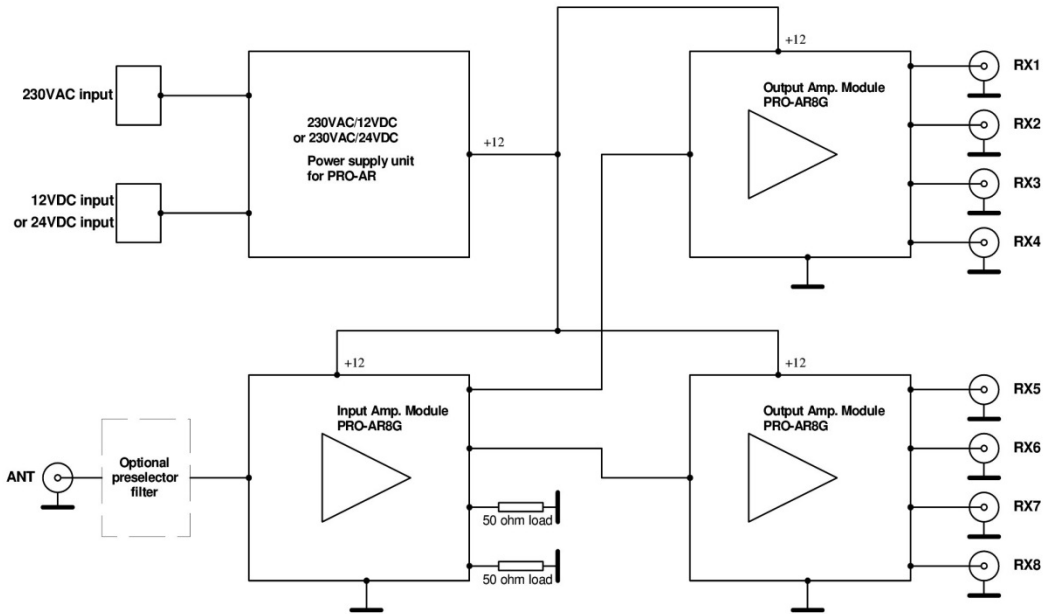 +12
230VAC input
12VDC input
or 24VDC input
230VAC/12VDC
or 230VAC/24VDC
Power supply unit
for PRO-AR
+12
Output Amp. Module
PRO-AR8G
RX1
RX2
RX3
RX4
+12
Input Amp. Module
PRO-AR8G
ANT
Optional
preselector
filter
50 ohm load
50 ohm load
+12
Output Amp. Module
PRO-AR8G
RX5
RX6
RX7
RX8